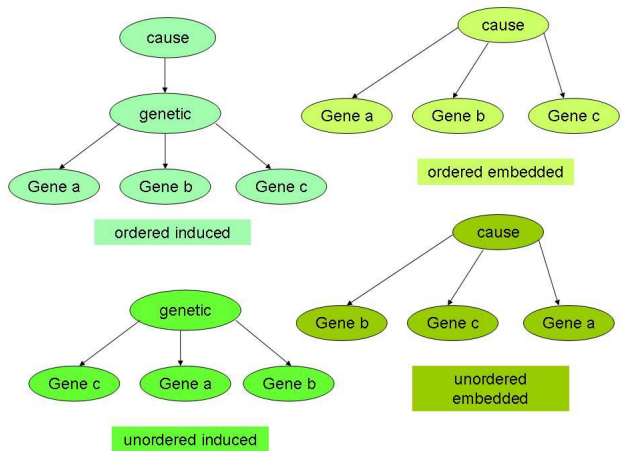 cause
genetic
Gene a
Gene b
Gene c
ordered induced
cause
Gene a
Gene b
Gene c
ordered embedded
genetic
Gene c
Gene a
Gene b
unordered induced
cause
Gene b
Gene c
Gene a
unordered
embedded